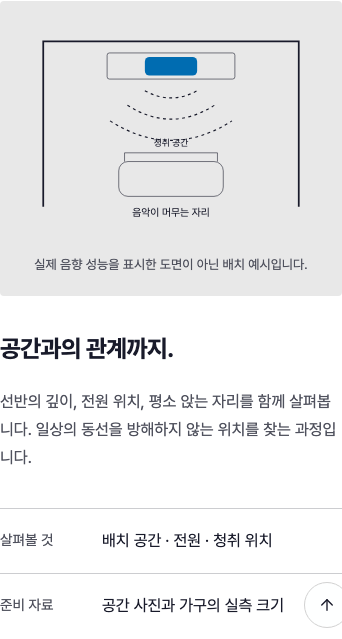 청취 공간
음악이 머무는 자리
실제 음향 성능을 표시한 도면이 아닌 배치 예시입니다.
공간과의 관계까지.
선반의 깊이, 전원 위치, 평소 앉는 자리를 함께 살펴봅
니다. 일상의 동선을 방해하지 않는 위치를 찾는 과정입
니다.
살펴볼 것 배치 공간 · 전원 · 청취 위치
준비 자료 공간 사진과 가구의 실측 크기